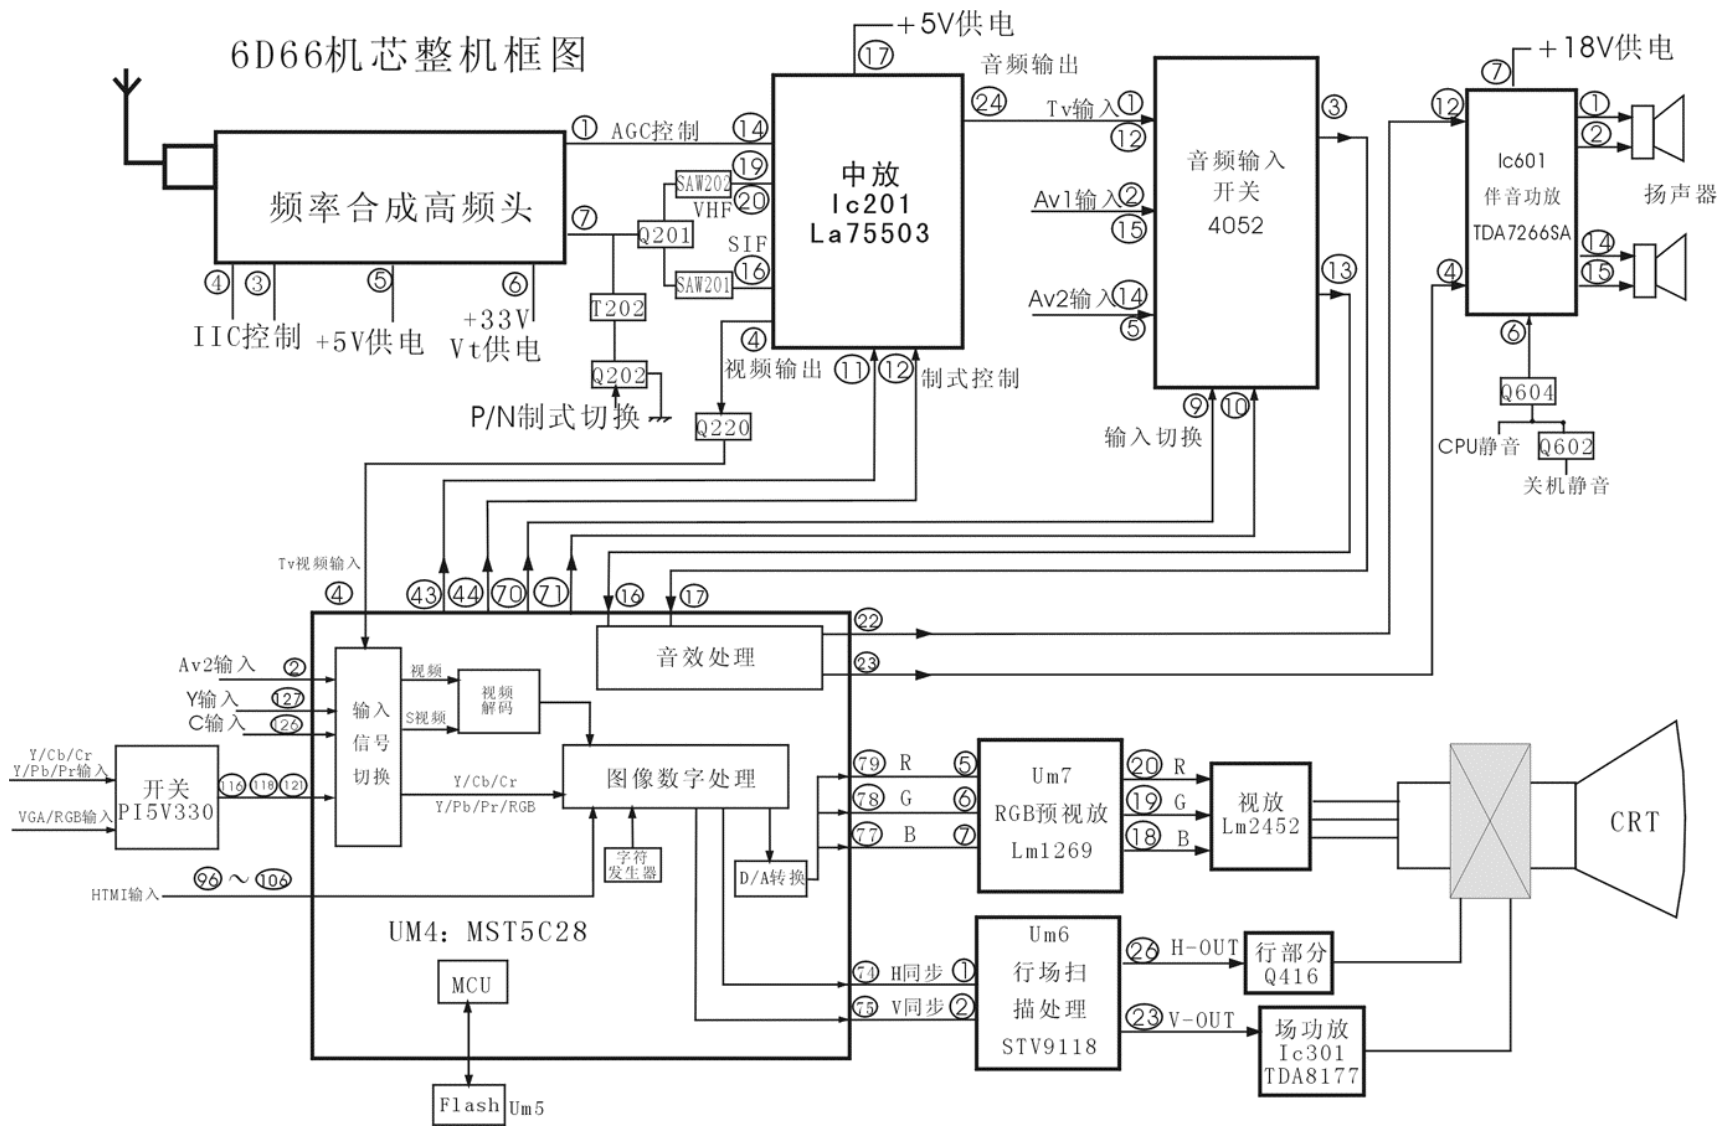 6D66机芯整机框图
+5V供电
17
音频输出
24
+18V供电
7
Tv输入
1
12
3
12
1
2
1
AGC控制
14
19
SAW202
VHF
20
频率合成高频头
7
Q201
SIF
16
SAW201
中放
Ic201
La75503
音频输入
开关
4052
Av1输入
2
15
Av2输入
14
5
13
Ic601
伴音功放
TDA7266SA
扬声器
14
15
4
6
4
3
5
6
IIC控制
+5V供电
+33V
Vt供电
T202
Q202
P/N制式切换
4
视频输出
Q220
11
12
制式控制
9
10
输入切换
Q604
CPU静音
Q602
关机静音
Tv视频输入
4
43
44
70
71
16
17
22
23
音效处理
Av2输入
2
Y输入
127
C输入
126
视频
S视频
视频
解码
输入
信号
切换
Y/Cb/Cr
Y/Pb/Pr输入
VGA/RGB输入
开关
PI5V330
116
118
121
Y/Cb/Cr
Y/Pb/Pr/RGB
图像数字处理
字符
发生器
D/A转换
HTMI输入
96
~
106
UM4: MST5C28
MCU
Flash
Um5
79
R
5
78
G
6
77
B
7
Um7
RGB预视放
Lm1269
20
R
19
G
18
B
视放
Lm2452
CRT
74
H同步
1
75
V同步
2
Um6
行场扫
描处理
STV9118
26
H-OUT
行部分
Q416
23
V-OUT
场功放
Ic301
TDA8177